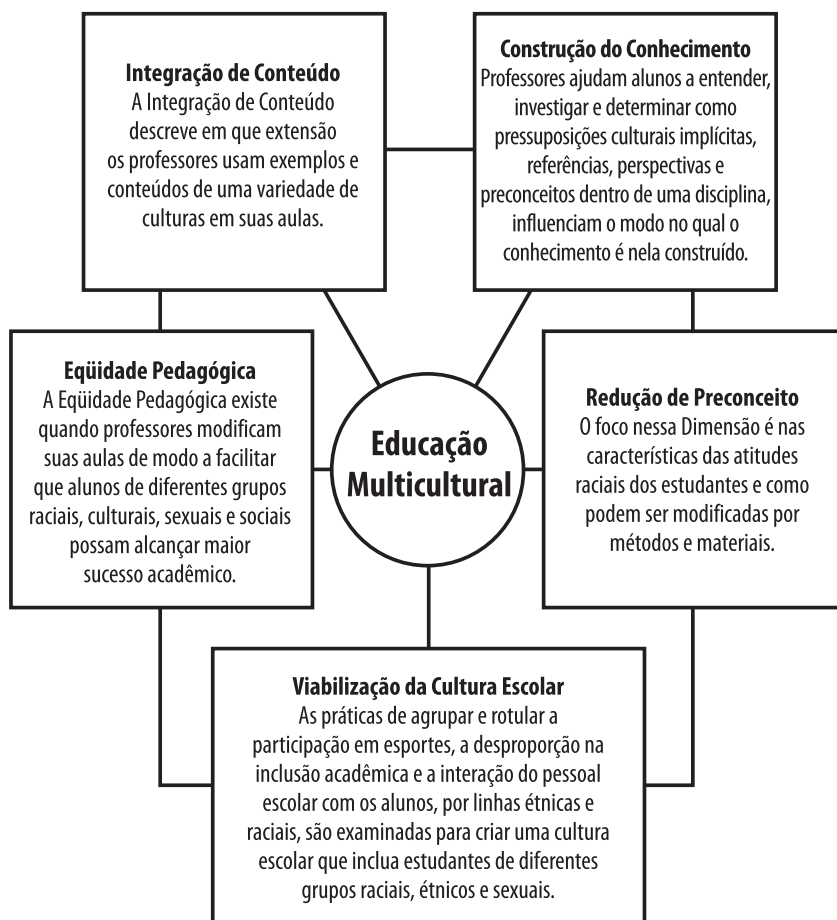 Integração de Conteúdo
A Integração de Conteúdo
descreve em que extensão
os professores usam exemplos e
conteúdos de uma variedade de
culturas em suas aulas.
Construção do Conhecimento
Professores ajudam alunos a entender,
investigar e determinar como
pressuposições culturais implícitas,
referências, perspectivas e
preconceitos dentro de uma disciplina,
influenciam o modo no qual o
conhecimento é nela construído.
Eqüidade Pedagógica
A Eqüidade Pedagógica existe
quando professores modificam
suas aulas de modo a facilitar
que alunos de diferentes grupos
raciais, culturais, sexuais e sociais
possam alcançar maior
sucesso acadêmico.
Educação
Multicultural
Redução de Preconceito
O foco nessa Dimensão é nas
características das atitudes
raciais dos estudantes e como
podem ser modificadas por
métodos e materiais.
Viabilização da Cultura Escolar
As práticas de agrupar e rotular a
participação em esportes, a desproporção na
inclusão acadêmica e a interação do pessoal
escolar com os alunos, por linhas étnicas e
raciais, são examinadas para criar uma cultura
escolar que inclua estudantes de diferentes
grupos raciais, étnicos e sexuais.